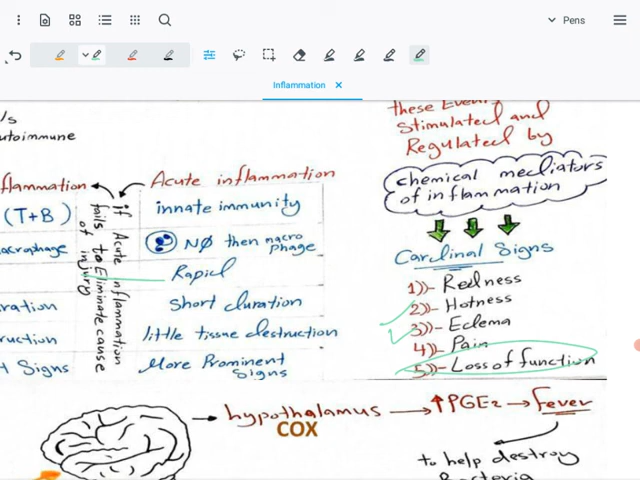 Pens
Inflammation
utoimmune
these
Stimulated and
Regulated by
chemical mediators
of inflammation
Cardinal Signs
1)- Redness
2)- Hotness
3)- Edema
4)- Pain
5)- Loss of function
flammation
(T+B)
acrophage
ration
ruction
Signs
if Acute inflammation
fails to Eliminate cause
of injury
Acute inflammation
innate immunity
NØ then macro
phage
Rapid
Short duration
little tissue destruction
More Prominent
Signs
hypothalamus → ↑PGE2 → Fever
COX
to help destroy
Bacteria